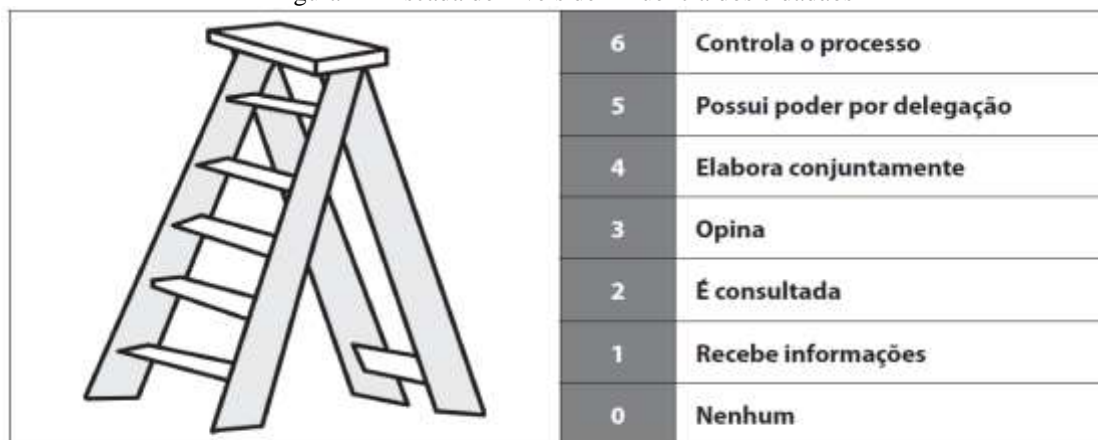 6 Controla o processo
5 Possui poder por delegação
4 Elabora conjuntamente
3 Opina
2 É consultada
1 Recebe informações
0 Nenhum